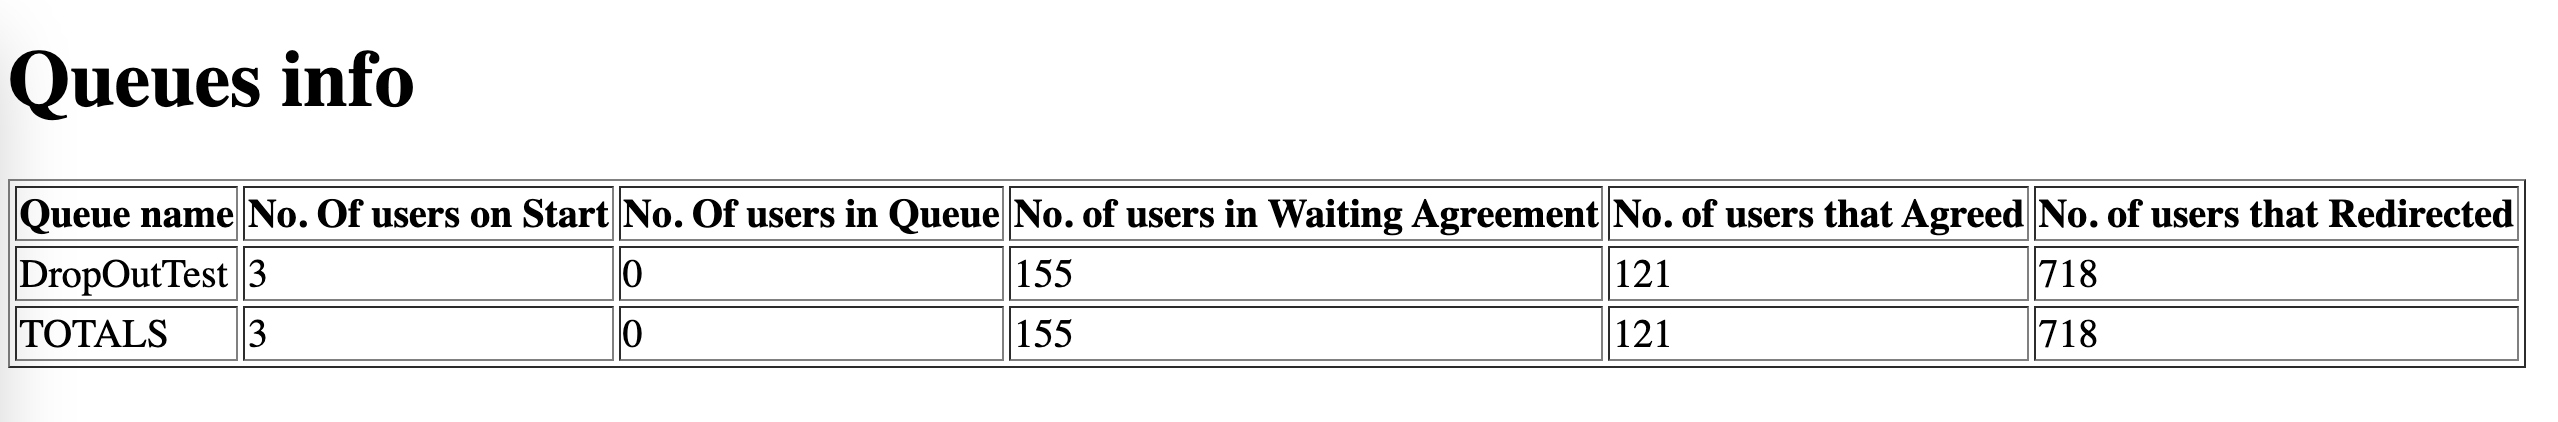 Queues info
Queue name No. Of users on Start No. Of users in Queue No. of users in Waiting Agreement No. of users that Agreed No. of users that Redirected
DropOutTest 3 0 155 121 718
TOTALS 3 0 155 121 718